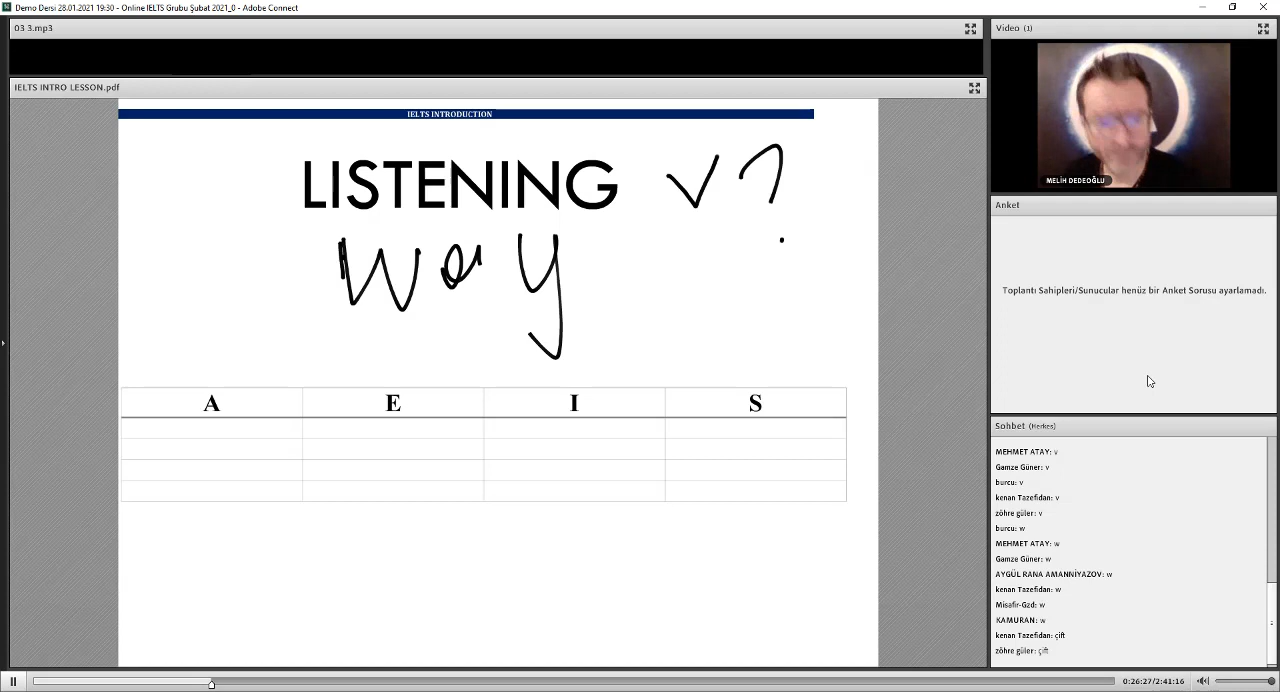 Demo Dersi 28.01.2021 19:30 - Online IELTS Grubu Şubat 2021_0 - Adobe Connect
03 3.mp3
Video (1)
MELİH DEDEOĞLU
IELTS INTRO LESSON.pdf
IELTS INTRODUCTION
LISTENING v ?
way
A E I S
Anket
Toplantı Sahipleri/Sunucular henüz bir Anket Sorusu ayarlamadı.
Sohbet (Herkes)
MEHMET ATAY: v
Gamze Güner: v
burcu: v
kenan Tazefidan: v
zöhre güler: v
burcu: w
MEHMET ATAY: w
Gamze Güner: w
AYGÜL RANA AMANNİYAZOV: w
kenan Tazefidan: w
Misafir-Gzd: w
KAMURAN: w
kenan Tazefidan: çift
zöhre güler: çift
0:26:27/2:41:16